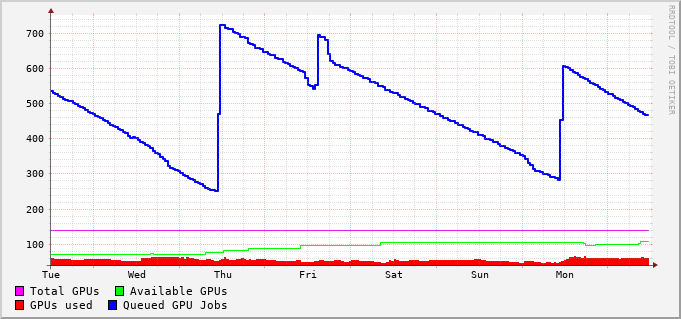 RRDTOOL / TOBI OETIKER
700
600
500
400
300
200
100
Tue Wed Thu Fri Sat Sun Mon
Total GPUs Available GPUs
GPUs used Queued GPU Jobs